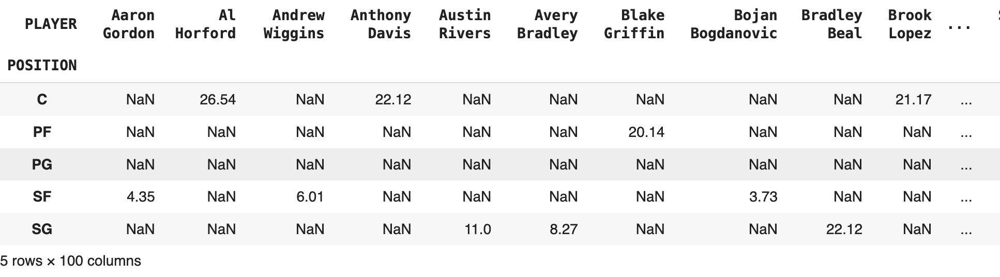 PLAYER Aaron Gordon Al Horford Andrew Wiggins Anthony Davis Austin Rivers Avery Bradley Blake Griffin Bojan Bogdanovic Bradley Beal Brook Lopez ...
POSITION
C NaN 26.54 NaN 22.12 NaN NaN NaN NaN NaN 21.17 ...
PF NaN NaN NaN NaN NaN NaN 20.14 NaN NaN NaN ...
PG NaN NaN NaN NaN NaN NaN NaN NaN NaN NaN ...
SF 4.35 NaN 6.01 NaN NaN NaN NaN 3.73 NaN NaN ...
SG NaN NaN NaN NaN 11.0 8.27 NaN NaN 22.12 NaN ...
5 rows × 100 columns